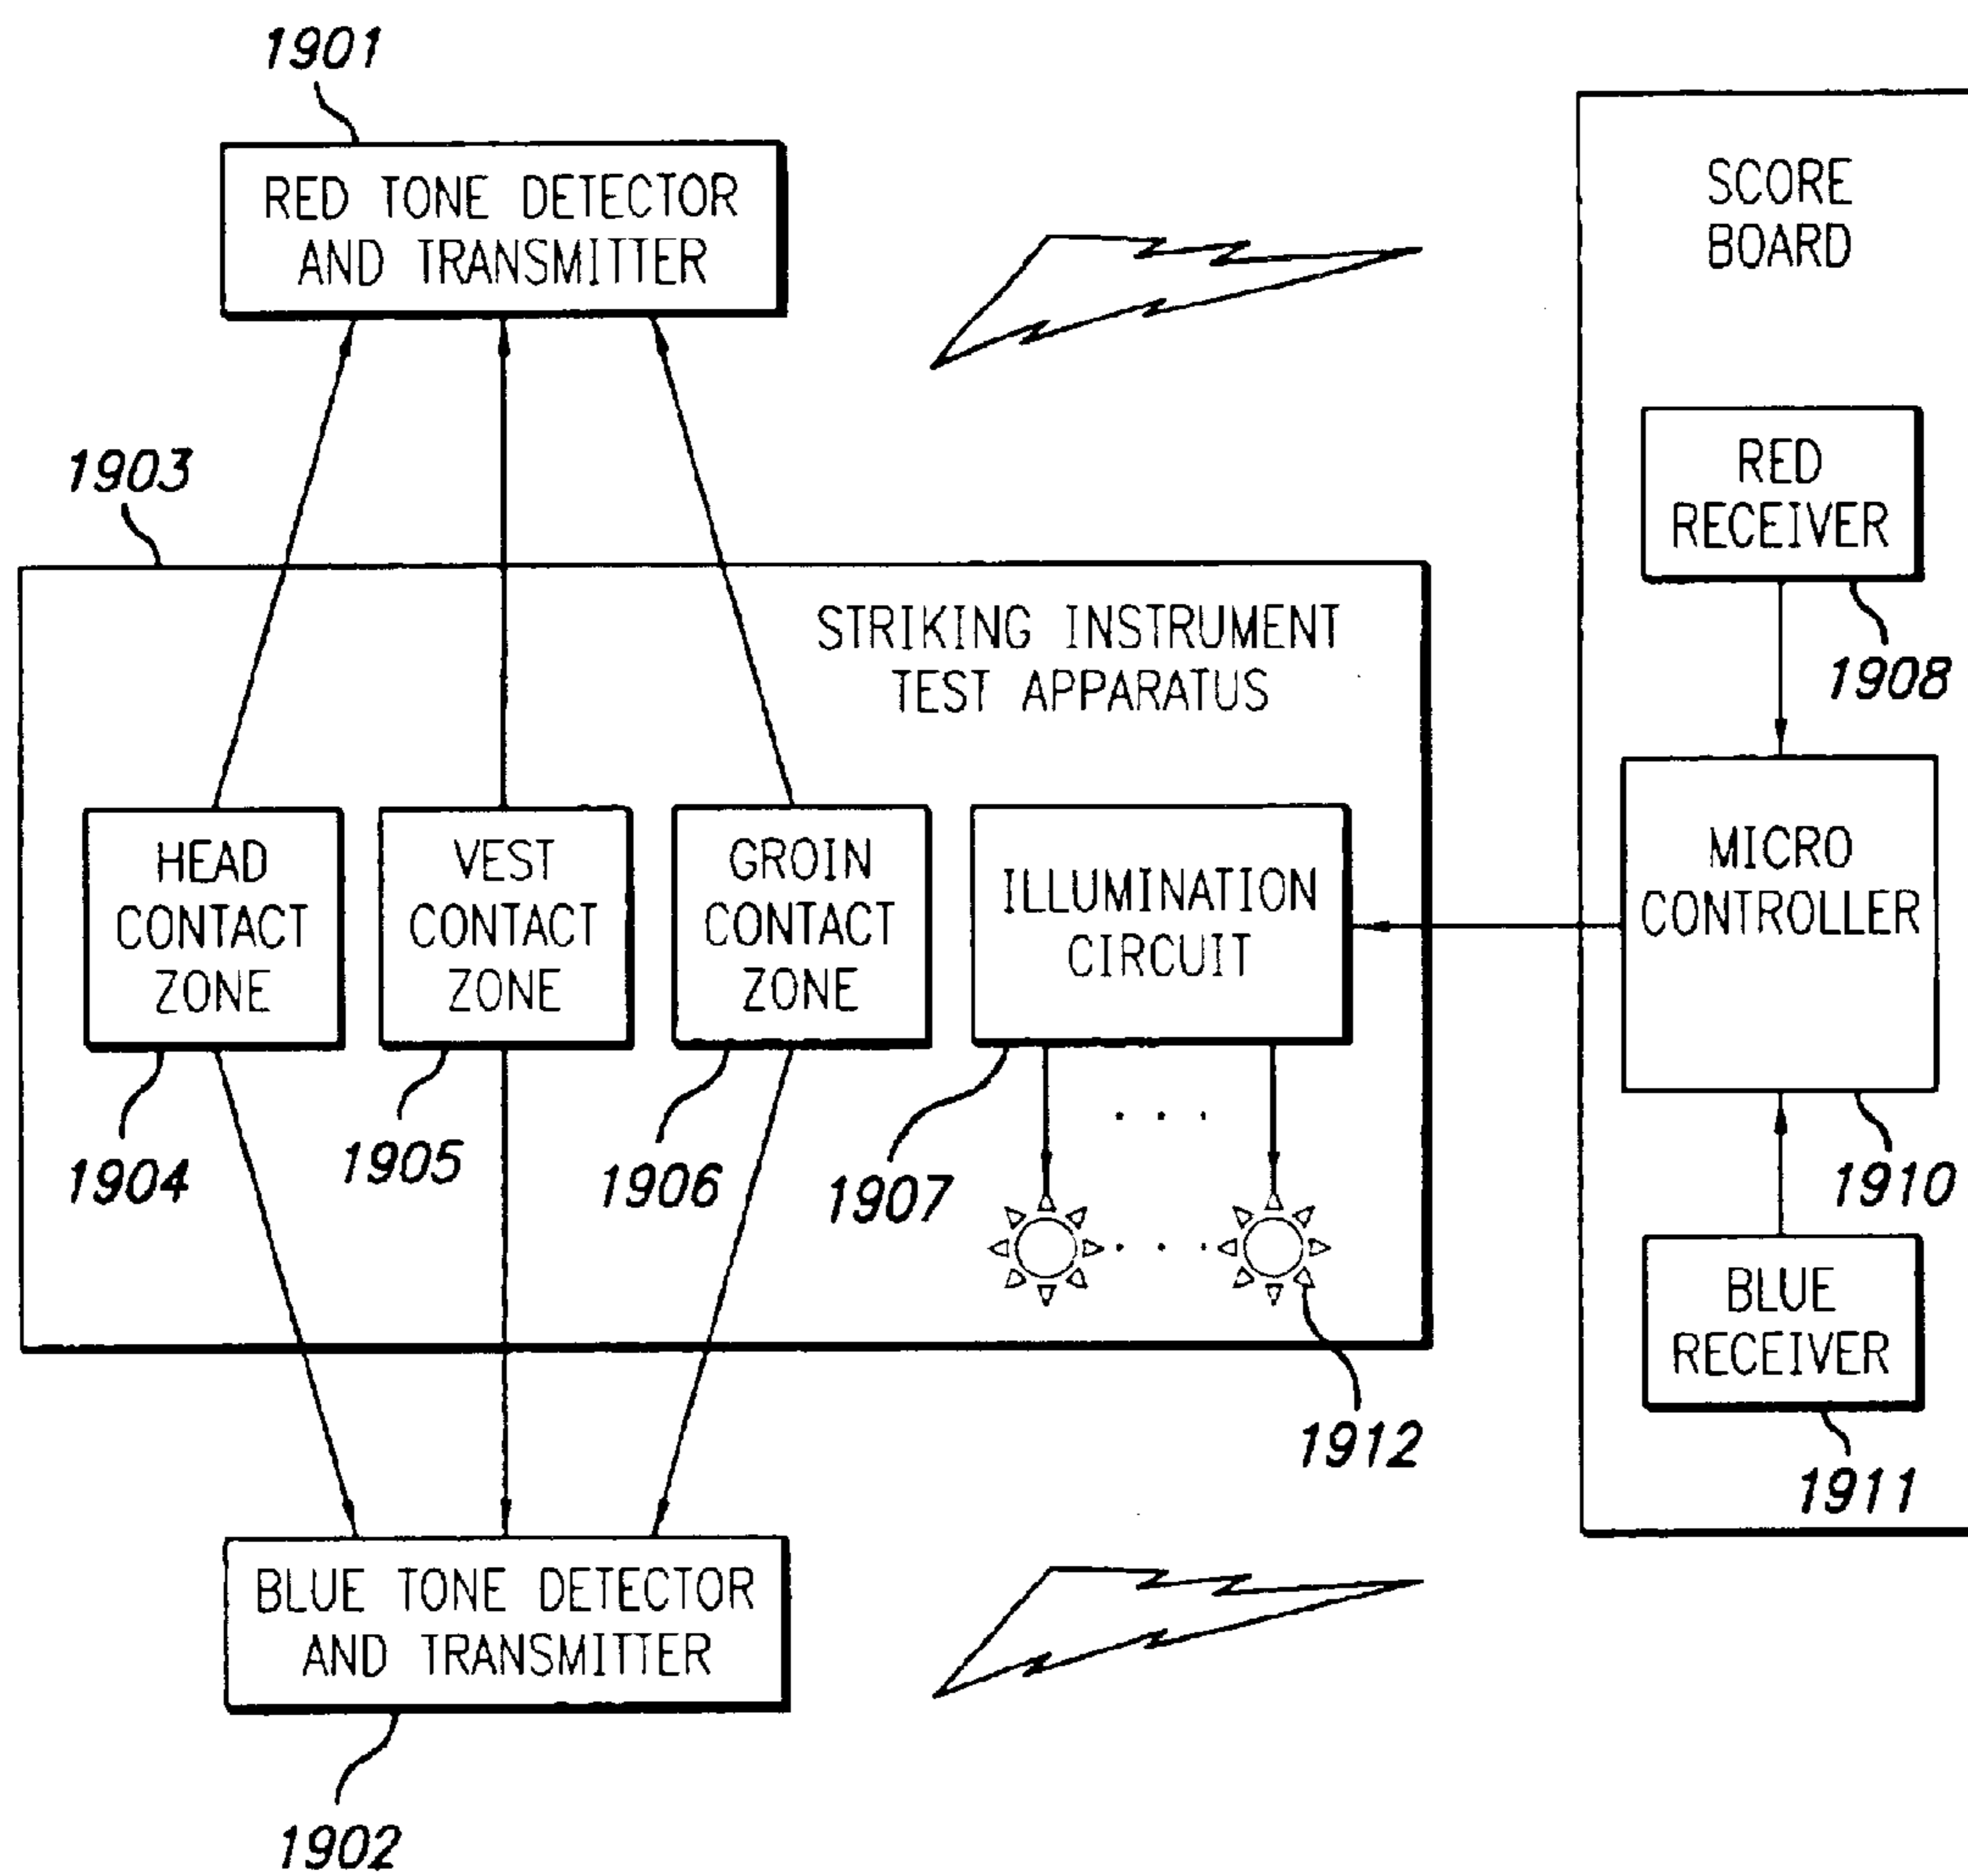 1901
RED TONE DETECTOR
AND TRANSMITTER
SCORE
BOARD
RED
RECEIVER
1908
1903
STRIKING INSTRUMENT
TEST APPARATUS
HEAD
CONTACT
ZONE
VEST
CONTACT
ZONE
GROIN
CONTACT
ZONE
ILLUMINATION
CIRCUIT
MICRO
CONTROLLER
1904
1905
1906
1907
1910
BLUE
RECEIVER
1911
1912
BLUE TONE DETECTOR
AND TRANSMITTER
1902